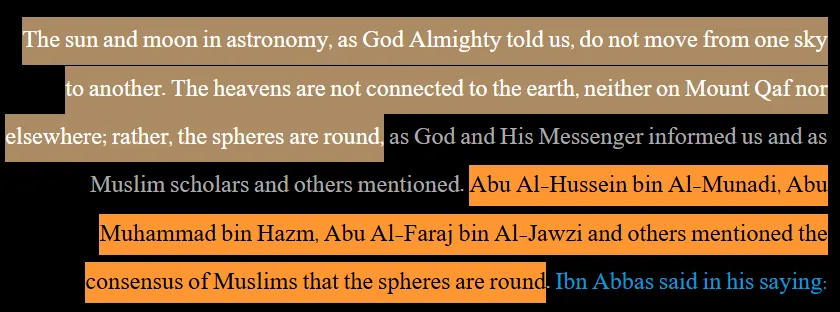 The sun and moon in astronomy, as God Almighty told us, do not move from one sky
to another. The heavens are not connected to the earth, neither on Mount Qaf nor
elsewhere; rather, the spheres are round, as God and His Messenger informed us and as
Muslim scholars and others mentioned. Abu Al-Hussein bin Al-Munadi, Abu
Muhammad bin Hazm, Abu Al-Faraj bin Al-Jawzi and others mentioned the
consensus of Muslims that the spheres are round. Ibn Abbas said in his saying: